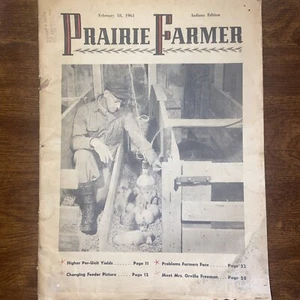 February 18, 1961 Indiana Edition
PRAIRIE FARMER
Higher Per-Unit Yields Page 11
Problems Farmers Face Page 22
Changing Feeder Picture Page 12
Meet Mrs. Orville Freeman Page 28